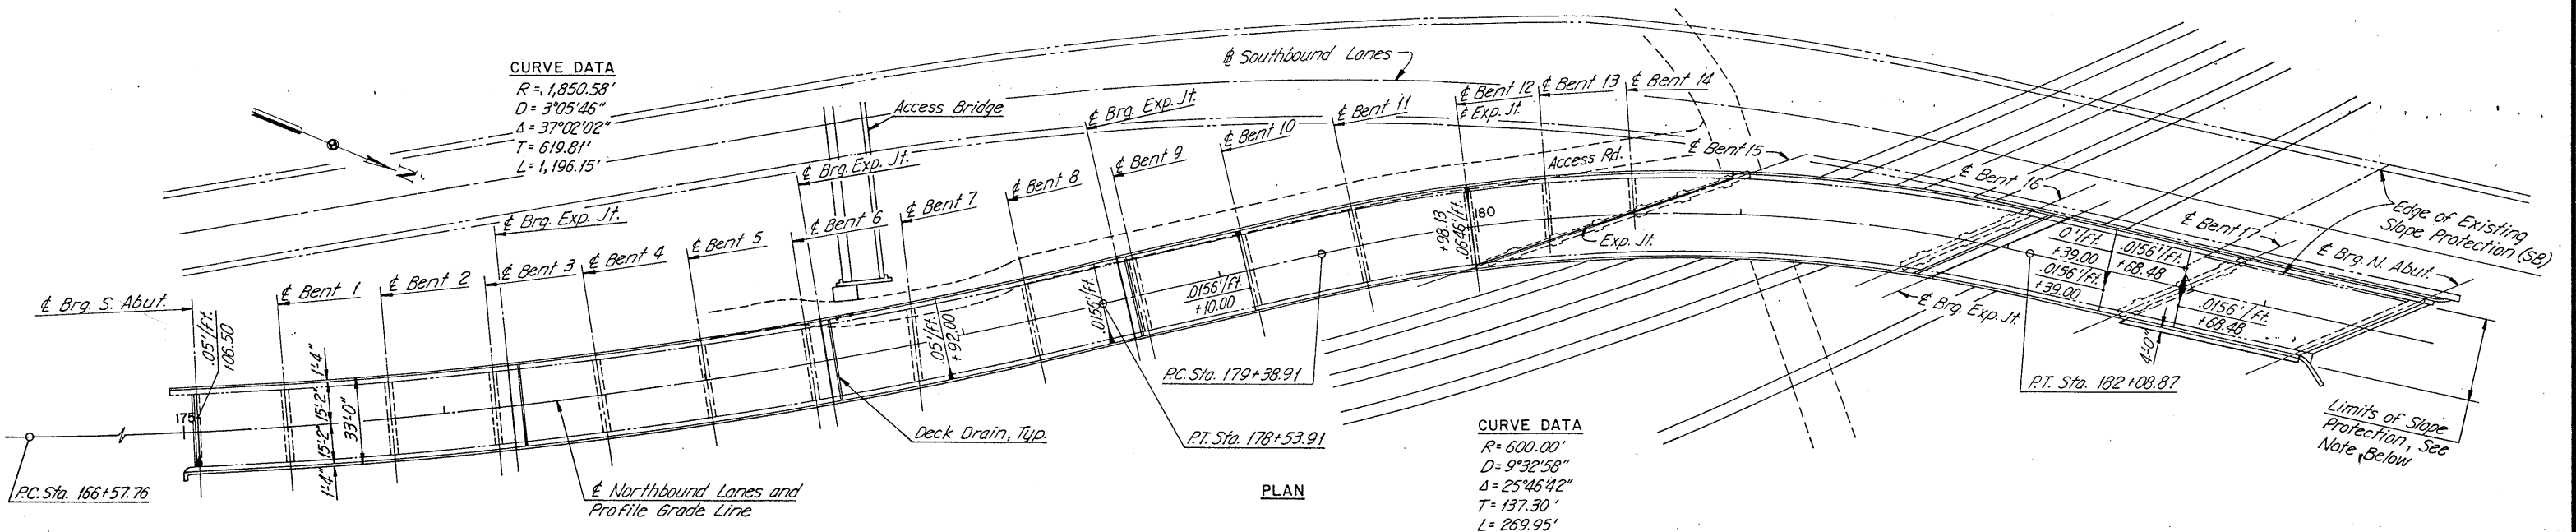 CURVE DATA
R= 1,850.58'
D= 3°05'46"
Δ= 37°02'02"
T= 619.81'
L= 1,196.15'
N
℄ Southbound Lanes
Access Bridge
℄ Brg. Exp. Jt.
℄ Bent 12
℄ Exp. Jt.
℄ Bent 13
℄ Bent 14
℄ Bent 11
℄ Bent 10
℄ Bent 9
℄ Brg. Exp. Jt.
℄ Bent 8
℄ Bent 7
℄ Bent 6
℄ Brg. Exp. Jt.
℄ Bent 5
℄ Bent 4
℄ Bent 3
℄ Bent 2
℄ Bent 1
℄ Brg. S. Abut.
Access Rd.
℄ Bent 15
℄ Bent 16
℄ Bent 17
Edge of Existing
Slope Protection (SB)
℄ Brg. N. Abut.
.05'/ft.
+06.50
175
1'-4"
15'-2"
15'-2"
1'-4"
33'-0"
.05'/ft.
+92.00
.0156'/ft.
.0156'/ft.
+10.00
+98.13
.0646'/ft.
180
Exp. Jt.
0'/ft.
+39.00
.0156'/ft.
+39.00
.0156'/ft.
+68.48
.0156'/ft.
+68.48
4'-0"
℄ Brg. Exp. Jt.
P.C. Sta. 166+57.76
℄ Northbound Lanes and
Profile Grade Line
Deck Drain, Typ.
P.T. Sta. 178+53.91
P.C. Sta. 179+38.91
P.T. Sta. 182+08.87
Limits of Slope
Protection, See
Note Below
PLAN
CURVE DATA
R= 600.00'
D= 9°32'58"
Δ= 25°46'42"
T= 137.30'
L= 269.95'